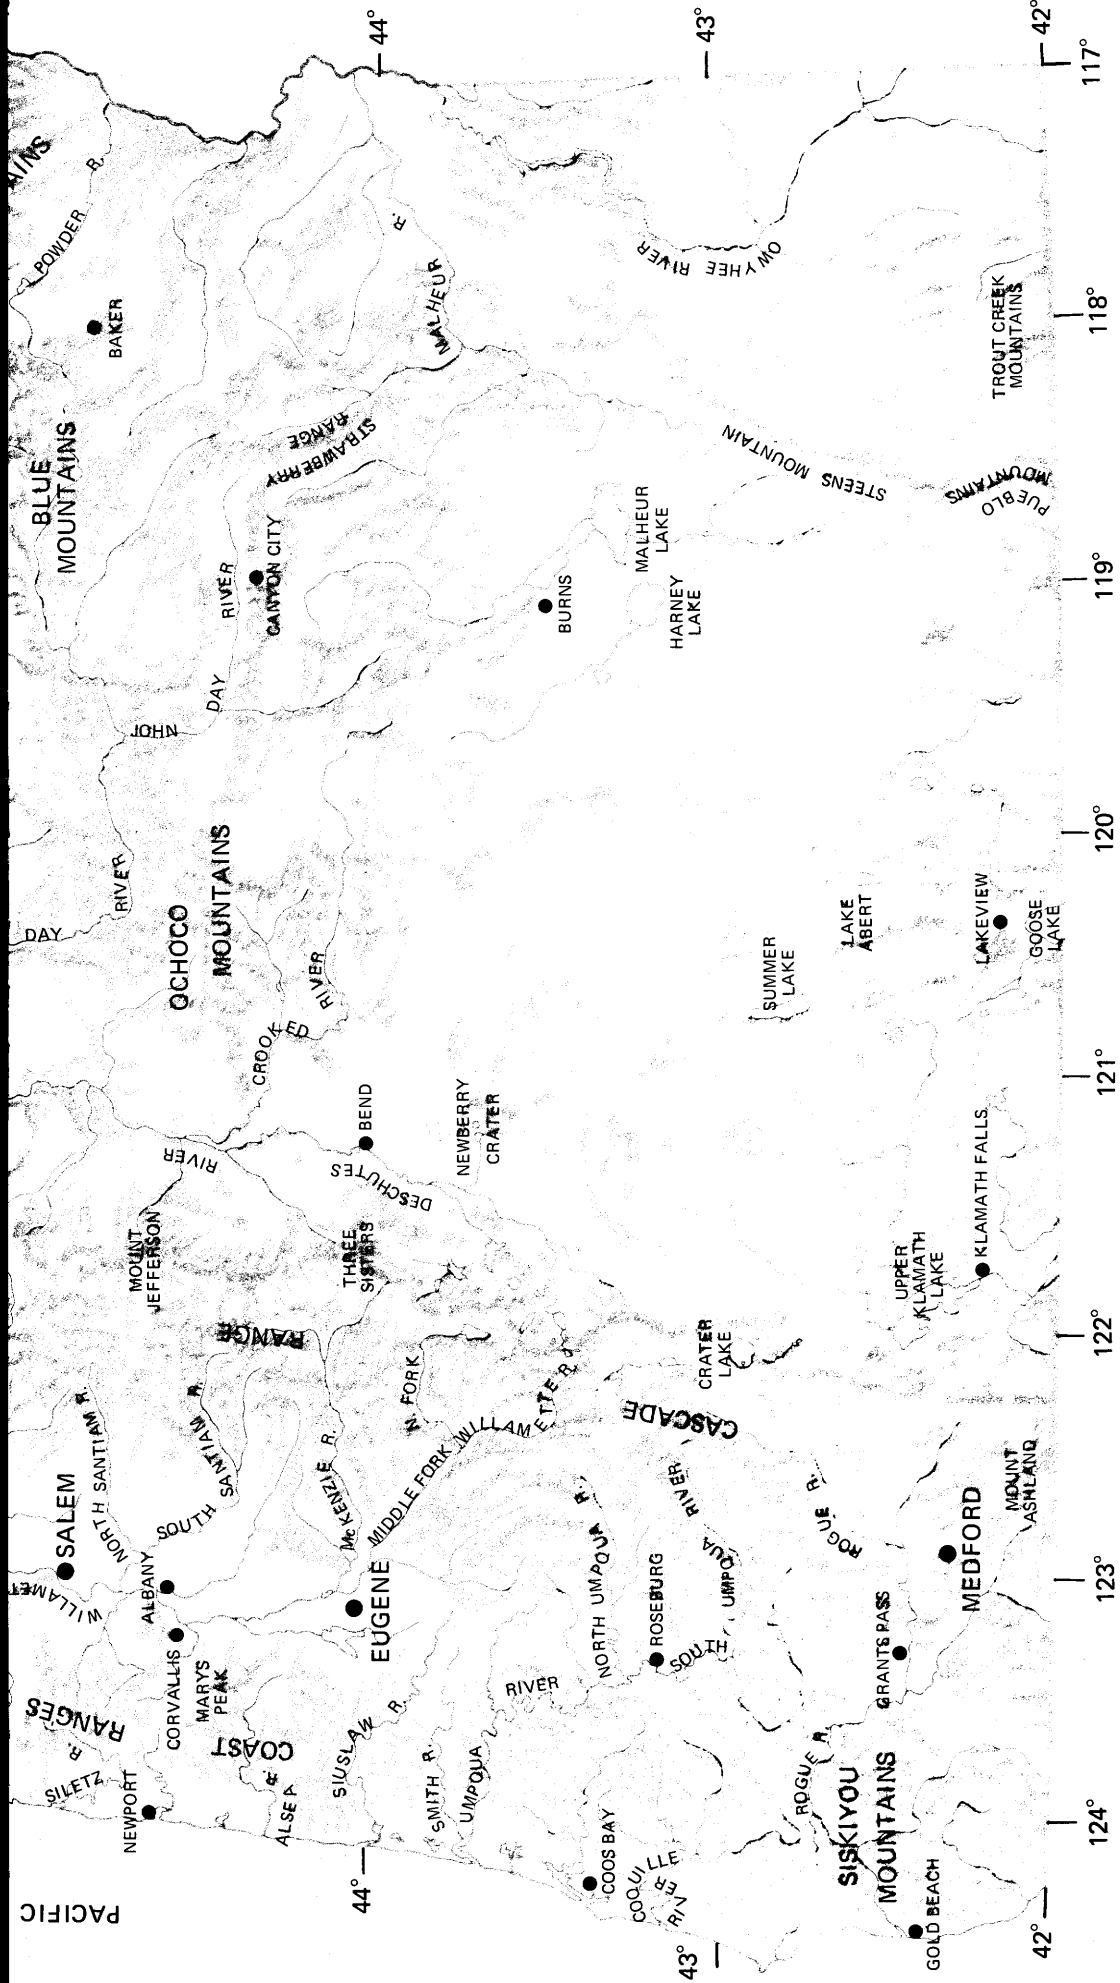 PACIFIC
SILETZ
R.
NEWPORT
COAST
RANGES
CORVALLIS
MARYS
PEAK
ALSEA
R.
WILLAMET
SALEM
ALBANY
NORTH SANTIAM R.
SOUTH SANTIAM R.
EUGENE
McKENZIE R.
SIUSLAW R.
SMITH R.
UMPQUA
RIVER
COOS BAY
COQUILLE
RIVER
MIDDLE FORK WILLAMETTE R.
N. FORK
NORTH UMPQUA R.
ROSEBURG
SOUTH
UMPQUA
RIVER
CASCADE
RANGE
MOUNT
JEFFERSON
THREE
SISTERS
RIVER
DESCHUTES
BEND
NEWBERRY
CRATER
CRATER
LAKE
ROGUE R.
ROGUE R.
GRANTS PASS
MEDFORD
MOUNT
ASHLAND
SISKIYOU
MOUNTAINS
GOLD BEACH
UPPER
KLAMATH
LAKE
KLAMATH FALLS
DAY
RIVER
OCHOCO
MOUNTAINS
CROOKED
RIVER
SUMMER
LAKE
LAKE
ABERT
LAKEVIEW
GOOSE
LAKE
JOHN
DAY
RIVER
CANYON CITY
BLUE
MOUNTAINS
STRAWBERRY
RANGE
BURNS
HARNEY
LAKE
MALHEUR
LAKE
STEENS MOUNTAIN
PUEBLO
MOUNTAINS
TROUT CREEK
MOUNTAINS
BAKER
POWDER
R.
AINS
MALHEUR
R.
OWYHEE RIVER
44°
43°
42°
44°
43°
42°
124°
123°
122°
121°
120°
119°
118°
117°